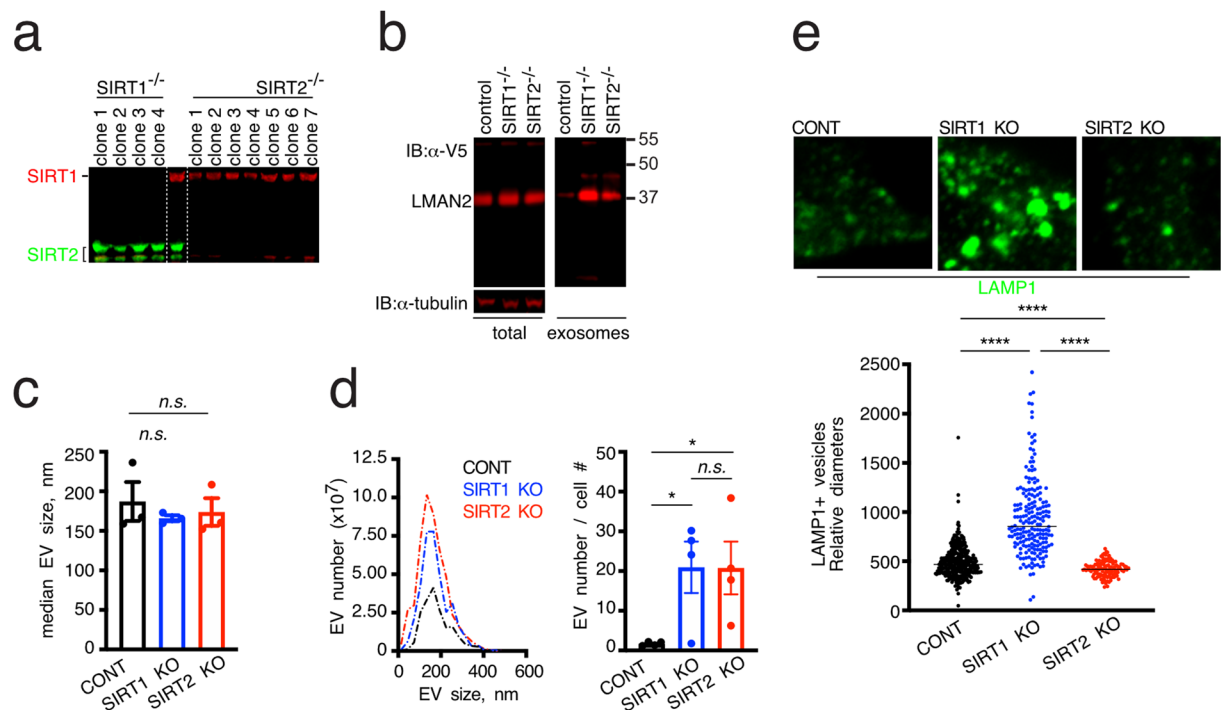 a
SIRT1-/-
SIRT2-/-
clone 1
clone 2
clone 3
clone 4
clone 1
clone 2
clone 3
clone 4
clone 5
clone 6
clone 7
SIRT1
SIRT2
b
control
SIRT1-/-
SIRT2-/-
control
SIRT1-/-
SIRT2-/-
IB:α-V5
LMAN2
55
50
37
IB:α-tubulin
total
exosomes
c
n.s.
n.s.
median EV size, nm
250
200
150
100
50
0
CONT
SIRT1 KO
SIRT2 KO
d
EV number (x10⁷)
12.5
10.0
7.50
5.00
2.50
0
0
200
400
600
EV size, nm
CONT
SIRT1 KO
SIRT2 KO
EV number / cell #
50
40
30
20
10
0
*
n.s.
*
CONT
SIRT1 KO
SIRT2 KO
e
CONT
SIRT1 KO
SIRT2 KO
LAMP1
****
****
****
LAMP1+ vesicles
Relative diameters
2500
2000
1500
1000
500
0
CONT
SIRT1 KO
SIRT2 KO